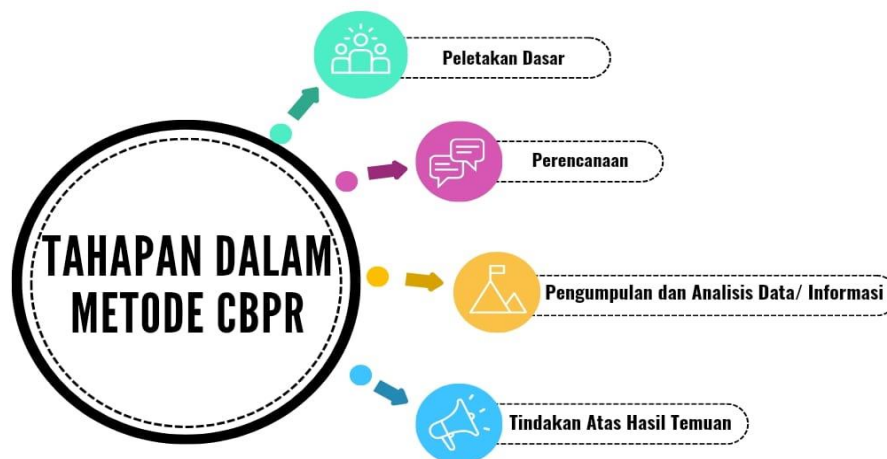 Peletakan Dasar
Perencanaan
TAHAPAN DALAM
METODE CBPR
Pengumpulan dan Analisis Data/ Informasi
Tindakan Atas Hasil Temuan